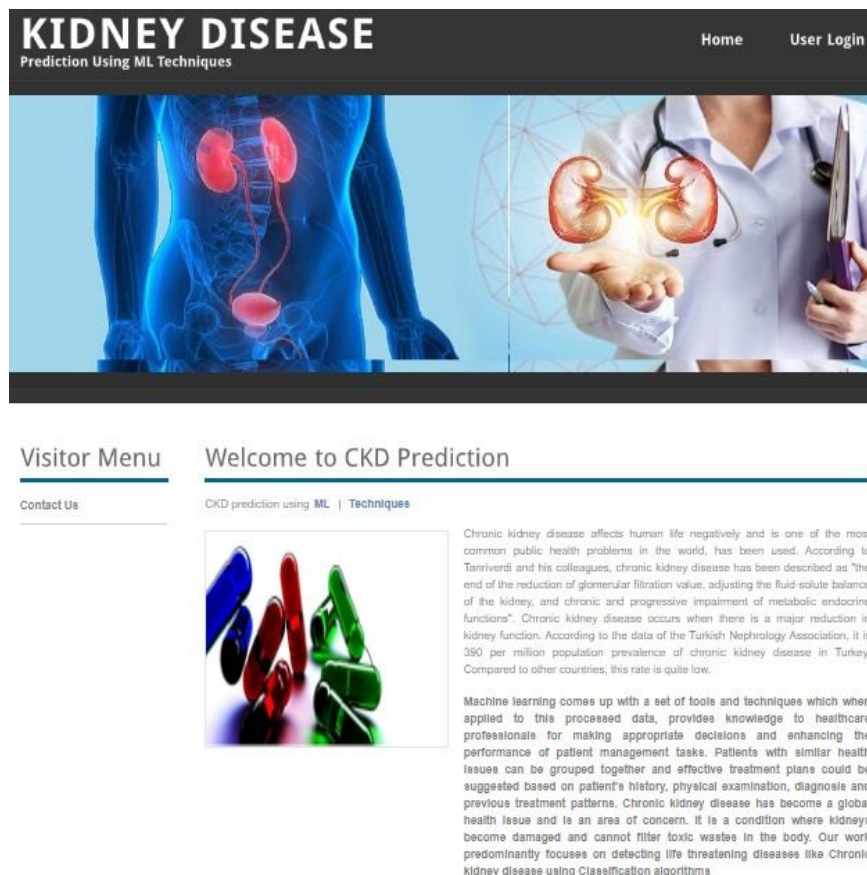 KIDNEY DISEASE
Prediction Using ML Techniques
Home User Login
Visitor Menu
Contact Us
Welcome to CKD Prediction
CKD prediction using ML | Techniques
Chronic kidney disease affects human life negatively and is one of the mos
common public health problems in the world, has been used. According to
Tanriverdi and his colleagues, chronic kidney disease has been described as "the
end of the reduction of glomerular filtration value, adjusting the fluid-solute balance
of the kidney, and chronic and progressive impairment of metabolic endocrine
functions". Chronic kidney disease occurs when there is a major reduction in
kidney function. According to the data of the Turkish Nephrology Association, it i
390 per million population prevalence of chronic kidney disease in Turkey
Compared to other countries, this rate is quite low.
Machine learning comes up with a set of tools and techniques which when
applied to this processed data, provides knowledge to healthcare
professionals for making appropriate decisions and enhancing the
performance of patient management tasks. Patients with similar health
issues can be grouped together and effective treatment plans could be
suggested based on patient's history, physical examination, diagnosis and
previous treatment patterns. Chronic kidney disease has become a globa
health issue and is an area of concern. It is a condition where kidneys
become damaged and cannot filter toxic wastes in the body. Our work
predominantly focuses on detecting life threatening diseases like Chronic
kidney disease using Classification algorithms